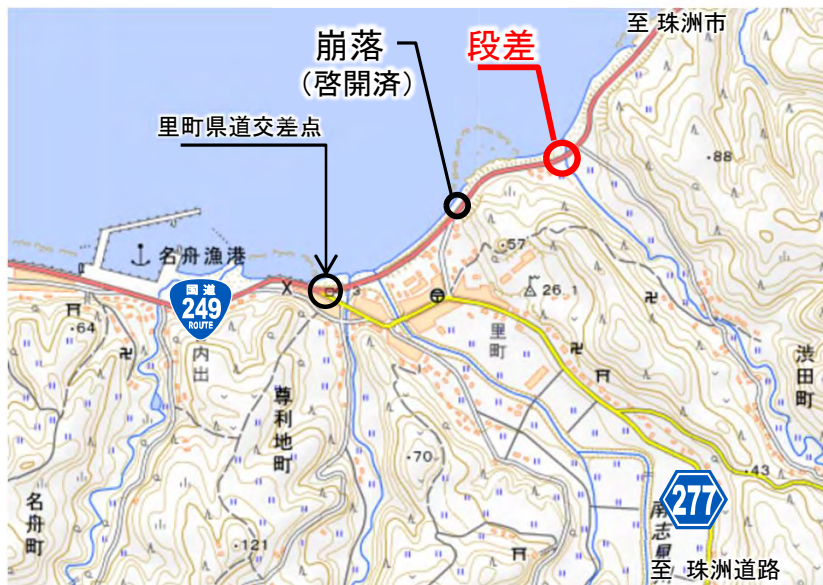 至 珠洲市
崩落
(啓開済)
段差
里町県道交差点
・88
名舟漁港
・57
国道
249
ROUTE
X
3
26.1
・64
内出
里町
渋田町
尊利地町
・70
・43
277
名舟町
・121
南志見
至 珠洲道路